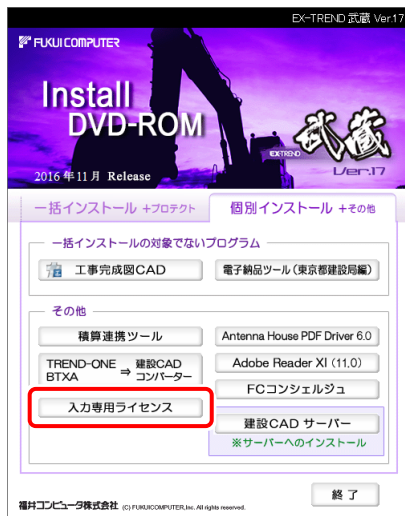 EX-TREND 武蔵 Ver.17
FUKUI COMPUTER
Install
DVD-ROM
武蔵
EX-TREND
Ver.17
2016年11月 Release
一括インストール +プロテクト
個別インストール +その他
一括インストールの対象でないプログラム
工事完成図CAD
電子納品ツール(東京都建設局編)
その他
積算連携ツール
Antenna House PDF Driver 6.0
TREND-ONE ⇒ 建設CAD
BTXA コンバーター
Adobe Reader XI (11.0)
FCコンシェルジュ
入力専用ライセンス
建設CAD サーバー
※サーバーへのインストール
終了
福井コンピュータ株式会社 (C) FUKUICOMPUTER,Inc. All rights reserved.